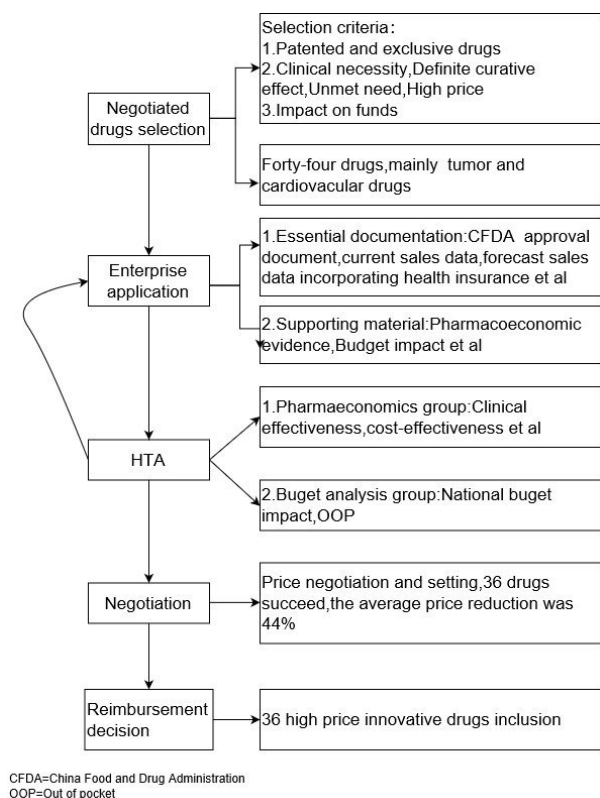 Selection criteria:
1.Patented and exclusive drugs
2.Clinical necessity,Definite curative
effect,Unmet need,High price
3.Impact on funds
Negotiated
drugs selection
Forty-four drugs,mainly tumor and
cardiovacular drugs
1.Essential documentation:CFDA approval
document,current sales data,forecast sales
data incorporating health insurance et al
Enterprise
application
2.Supporting material:Pharmacoeconomic
evidence,Budget impact et al
1.Pharmaeconomics group:Clinical
effectiveness,cost-effectiveness et al
HTA
2.Buget analysis group:National buget
impact,OOP
Negotiation
Price negotiation and setting,36 drugs
succeed,the average price reduction was
44%
Reimbursement
decision
36 high price innovative drugs inclusion
CFDA=China Food and Drug Administration
OOP=Out of pocket